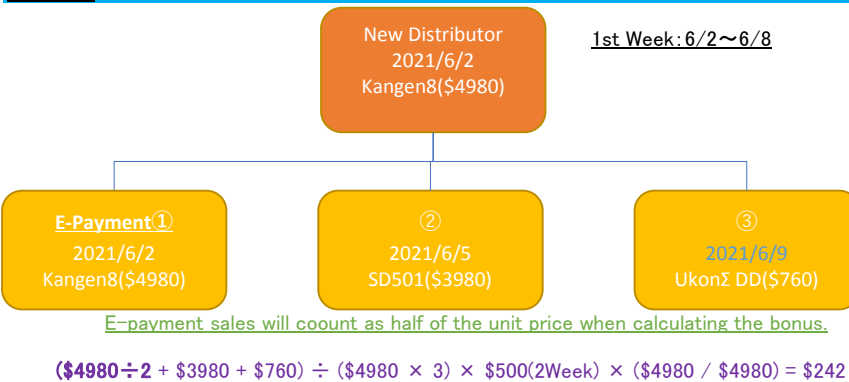 New Distributor
2021/6/2
Kangen8($4980)
1st Week：6/2～6/8
E-Payment①
2021/6/2
Kangen8($4980)
②
2021/6/5
SD501($3980)
③
2021/6/9
UkonΣ DD($760)
E-payment sales will coount as half of the unit price when calculating the bonus.
($4980÷2 + $3980 + $760) ÷ ($4980 × 3) × $500(2Week) × ($4980 / $4980) = $242